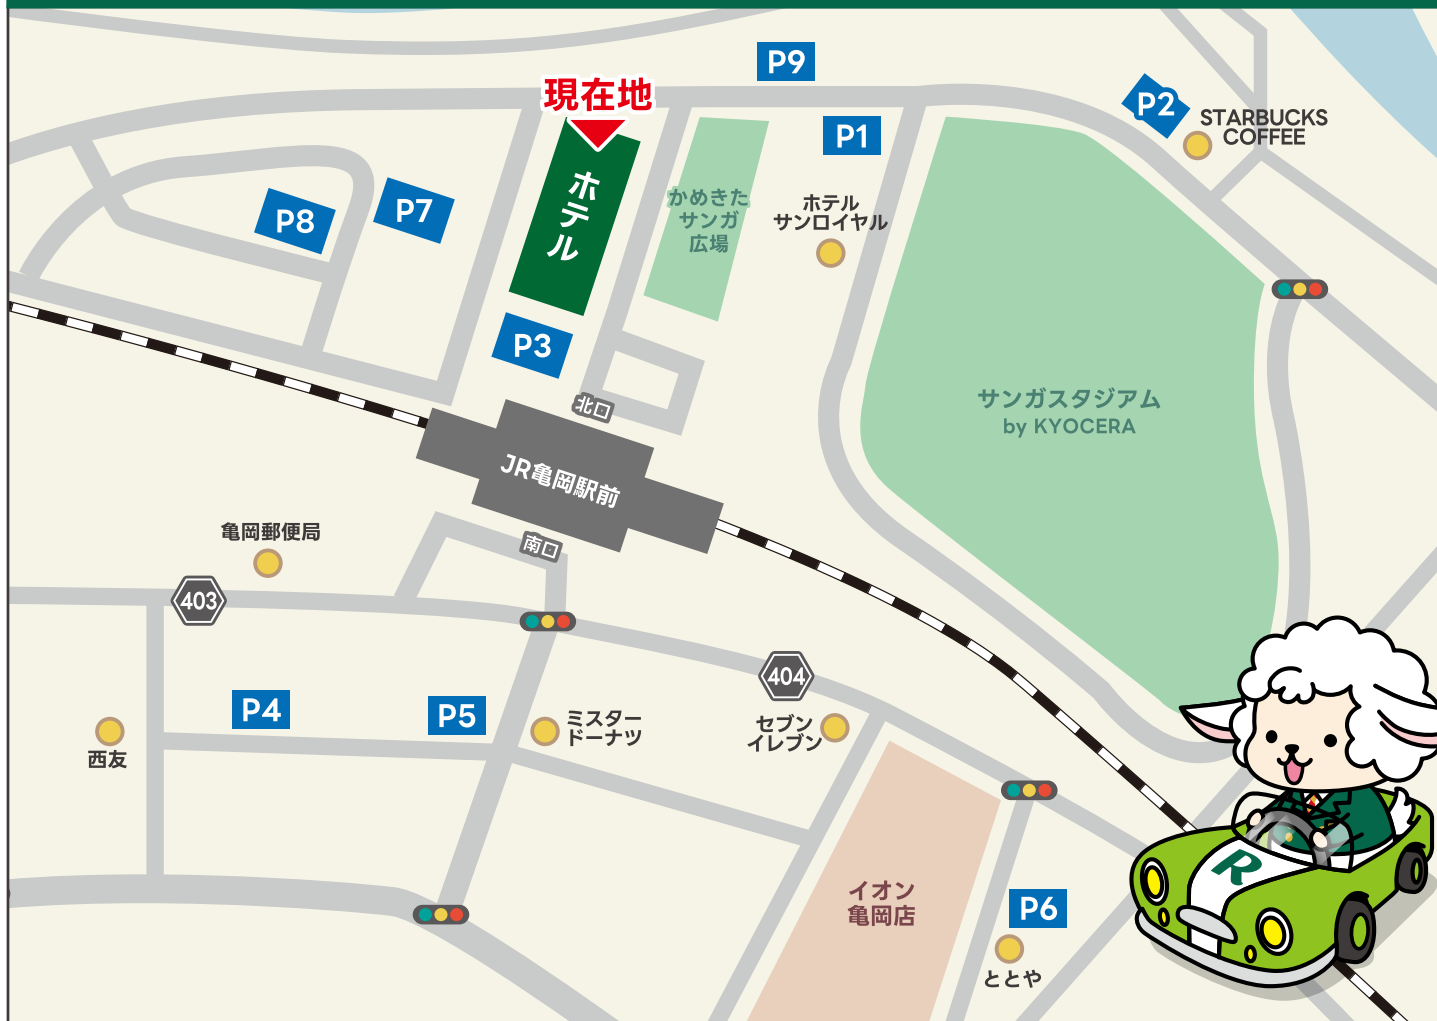 P9
現在地
P2
STARBUCKS
COFFEE
P1
ホテル
かめきた
サンガ
広場
ホテル
サンロイヤル
P8
P7
P3
北口
サンガスタジアム
by KYOCERA
JR亀岡駅前
南口
亀岡郵便局
403
404
P4
P5
ミスター
ドーナツ
セブン
イレブン
西友
イオン
亀岡店
P6
ととや
R